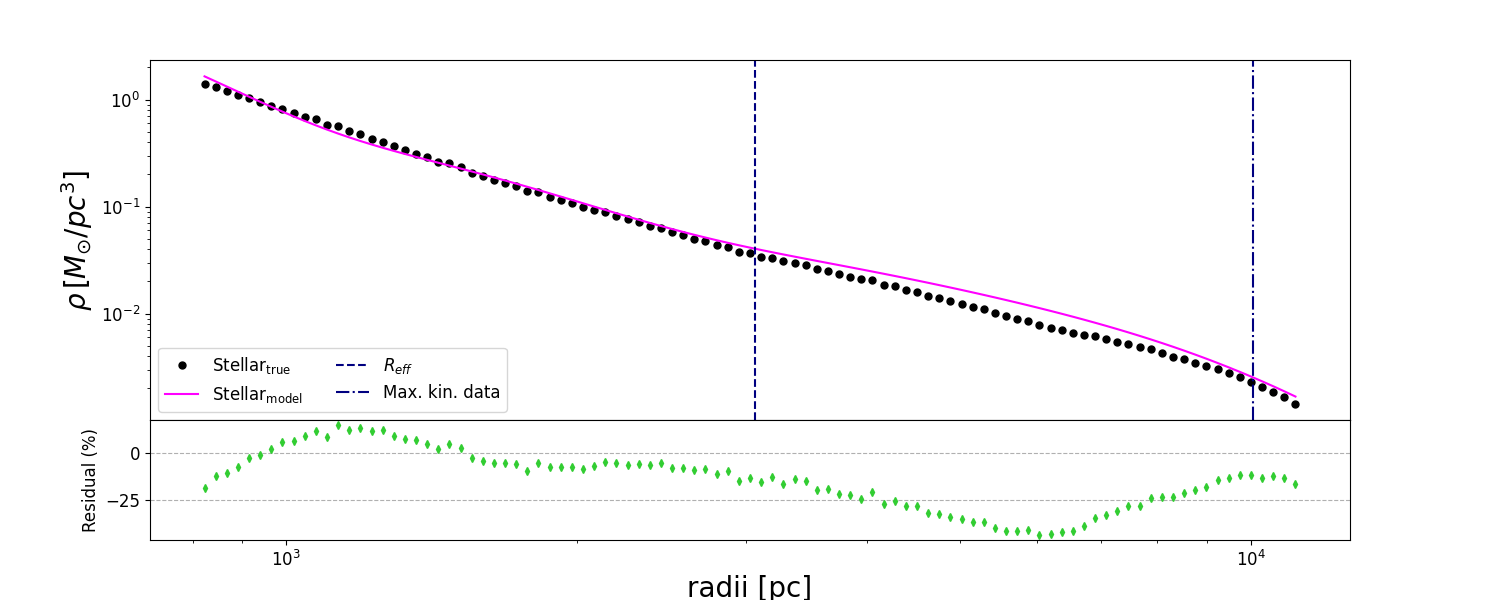 10⁰
10⁻¹
10⁻²
ρ [M⊙/pc³]
Stellar_true
Stellar_model
R_eff
Max. kin. data
0
−25
Residual (%)
10³
10⁴
radii [pc]